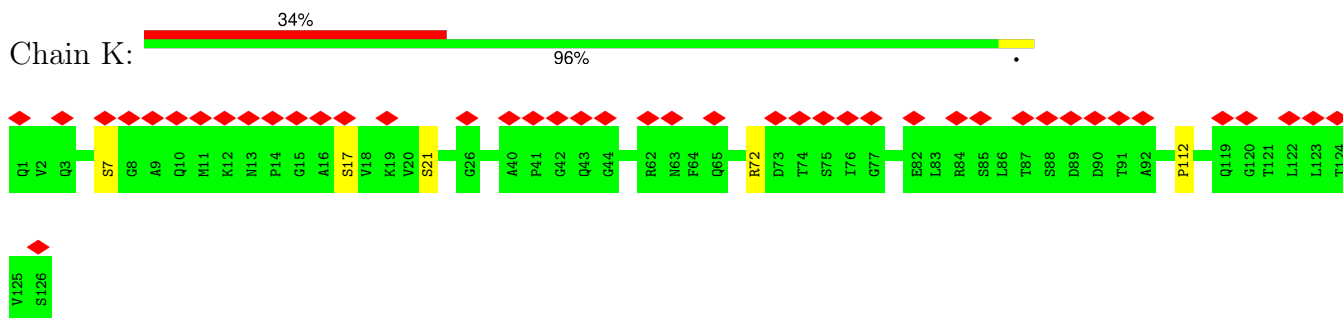 34%
Chain K:
96%
•
Q1 V2 Q3 S7 G8 A9 Q10 M11 K12 N13 P14 G15 A16 S17 V18 K19 V20 S21 G26 A40 P41 G42 Q43 G44 R62 N63 F64 Q65 R72 D73 T74 S75 I76 G77 E82 L83 R84 S85 L86 T87 S88 D89 D90 T91 A92 P112 Q119 G120 T121 L122 L123 T124
V125 S126